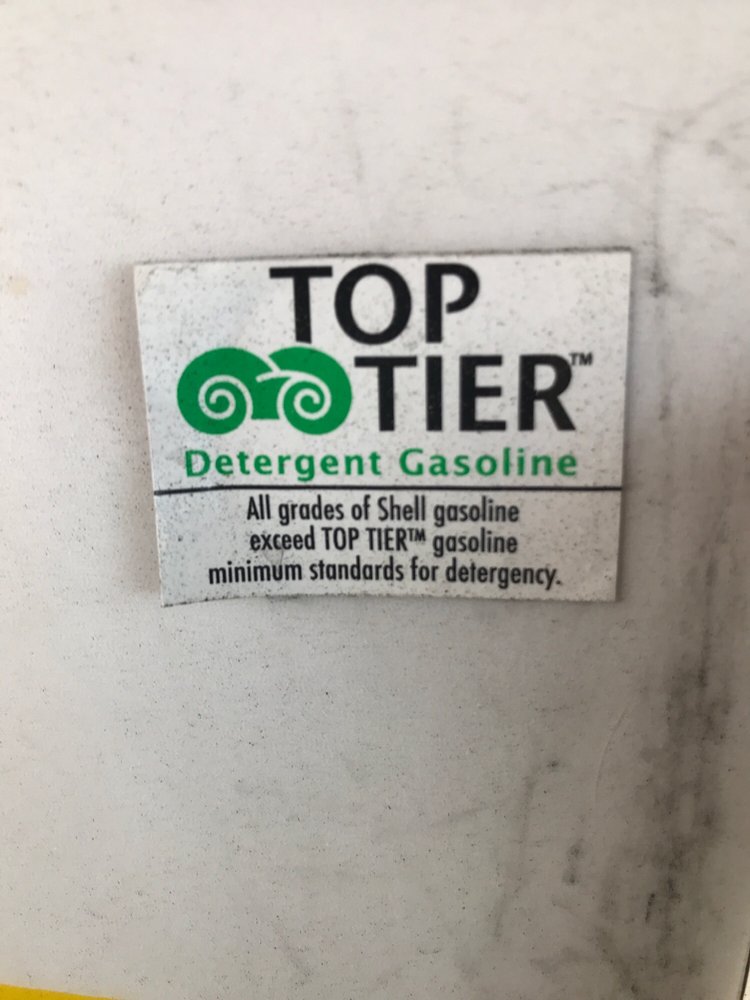 TOP
TIER™
Detergent Gasoline
All grades of Shell gasoline
exceed TOP TIER™ gasoline
minimum standards for detergency.